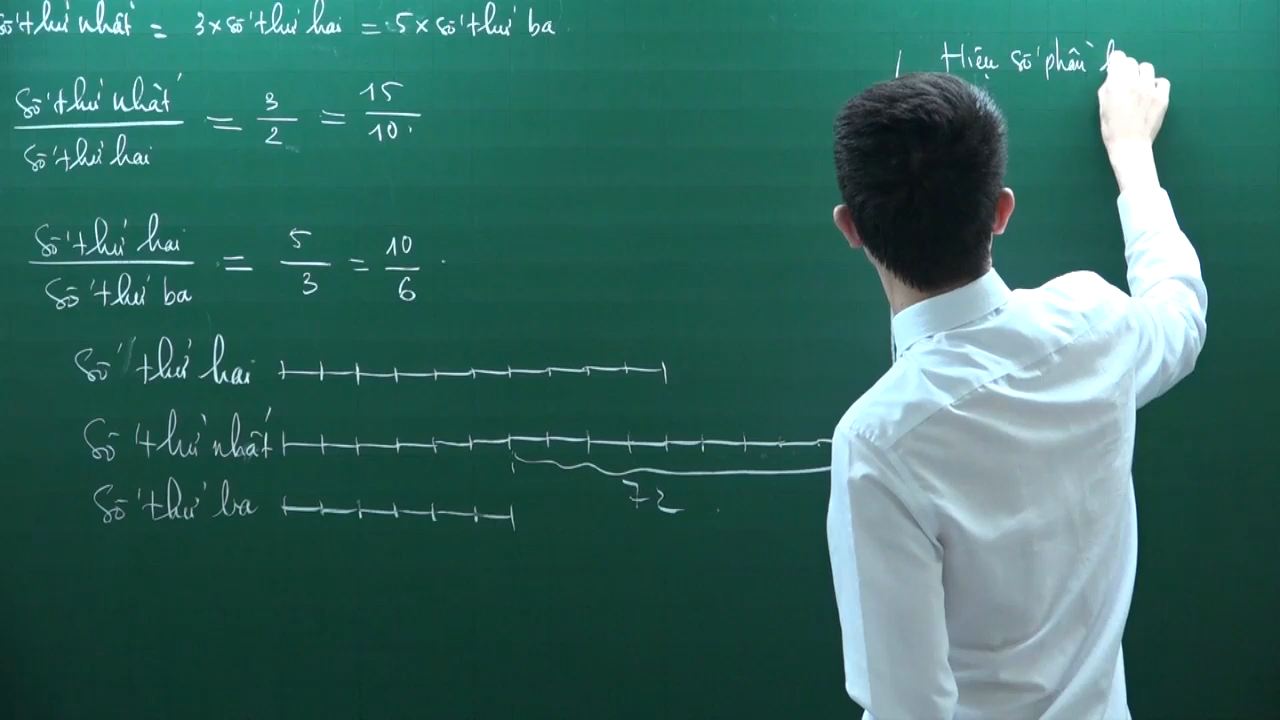 số thứ nhất = 3 x số thứ hai = 5 x số thứ ba
số thứ nhất / số thứ hai = 3/2 = 15/10.
số thứ hai / số thứ ba = 5/3 = 10/6.
số thứ hai
số thứ nhất
72
số thứ ba
Hiệu số phần